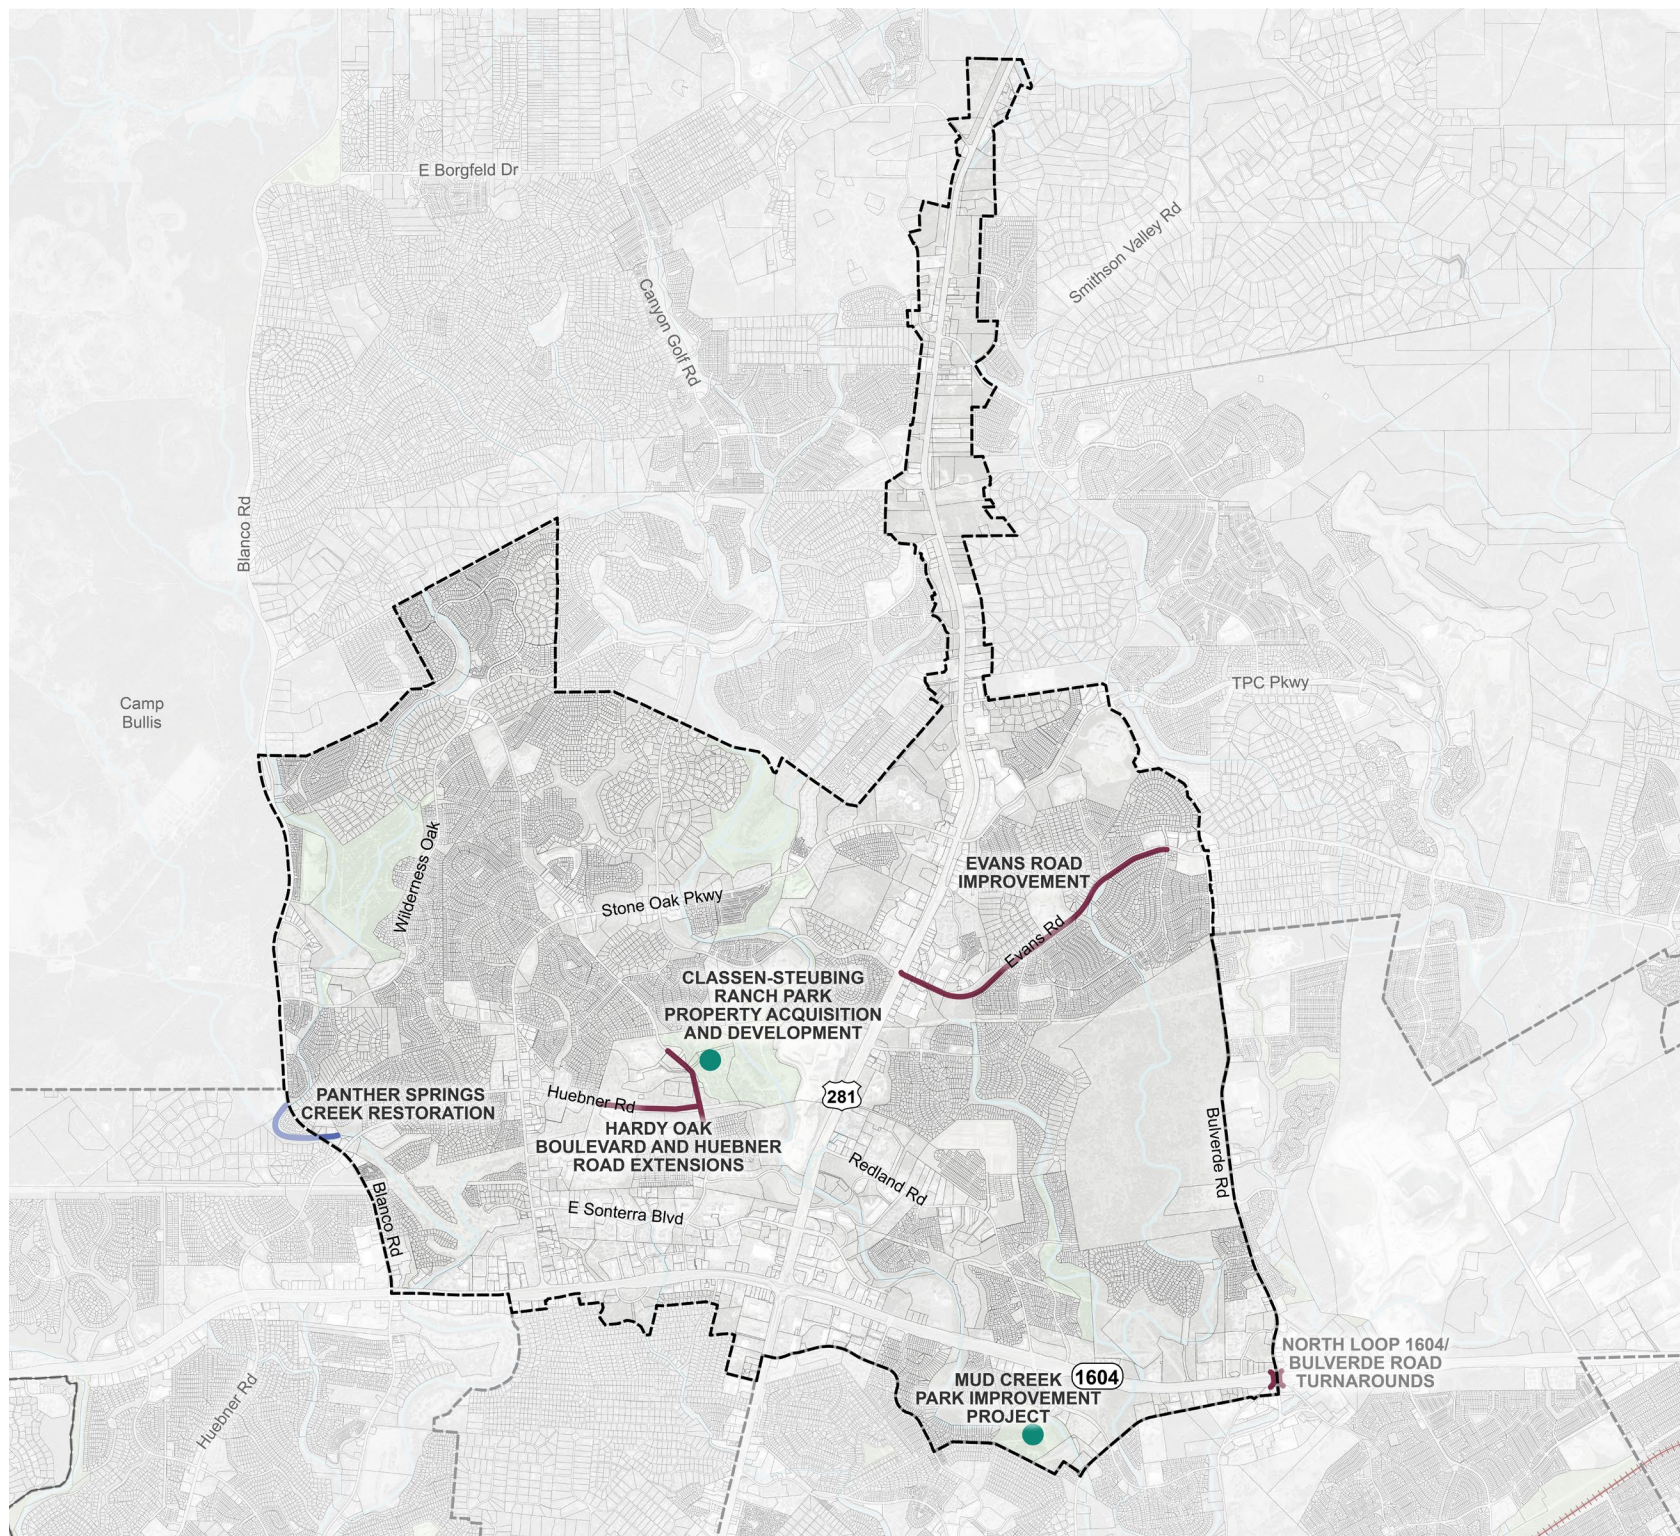 E Borgfeld Dr
Smithson Valley Rd
Canyon Golf Rd
Blanco Rd
Camp
Bullis
TPC Pkwy
Wilderness Oak
EVANS ROAD
IMPROVEMENT
Stone Oak Pkwy
Evans Rd
CLASSEN-STEUBING
RANCH PARK
PROPERTY ACQUISITION
AND DEVELOPMENT
PANTHER SPRINGS
CREEK RESTORATION
Huebner Rd
281
HARDY OAK
BOULEVARD AND HUEBNER
ROAD EXTENSIONS
Bulverde Rd
Redland Rd
Blanco Rd
E Sonterra Blvd
NORTH LOOP 1604/
BULVERDE ROAD
TURNAROUNDS
MUD CREEK
PARK IMPROVEMENT
PROJECT
1604
Huebner Rd